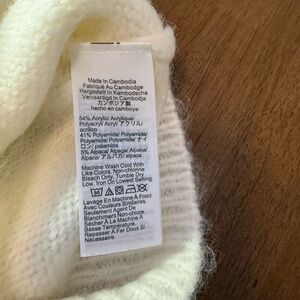 Made In Cambodia
Fabriqué Au Cambodge
Hergestellt In Kambodscha
Vervaardigd In Cambodja
カンボジア製
hecho en camboya
54% Acrylic/ Acrylique/
Polyacryl/ Acryl/ アクリル/
acrílico
41% Polyamide/ Polyamide/
Polyamid/ Polyamide/ ナイ
ロン/ poliamida
5% Alpaca/ Alpaga/ Alpaka/
Alpaca/ アルパカ/ alpaca
Machine Wash Cold With
Like Colors. Non-chlorine
Bleach Only, Tumble Dry
Low, Iron On Lowest Setting
Lavage En Machine À Froid
Avec Couleurs Similaires.
Seulement Agent De
Blanchiment Non-chlore.
Sécher Par Culbutage À
Basse Température.
Repasser À Fer Doux Si
Nécessaire.